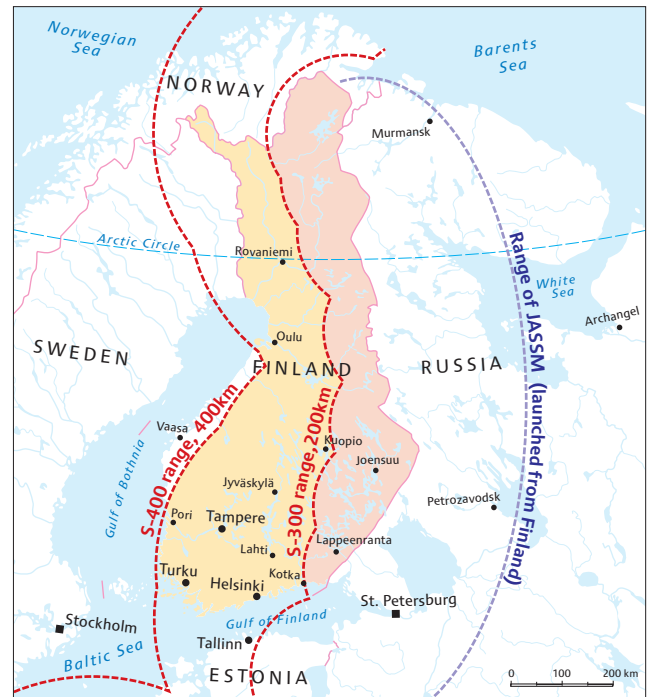 Norwegian
Sea
Barents
Sea
NORWAY
Murmansk
Arctic Circle
Rovaniemi
Range of JASSM (launched from Finland)
White
Sea
Archangel
Oulu
SWEDEN
FINLAND
RUSSIA
S-400 range, 400km
S-300 range, 200km
Vaasa
Kuopio
Joensuu
Gulf of Bothnia
Jyväskylä
Petrozavodsk
Pori
Tampere
Lahti
Lappeenranta
Turku
Helsinki
Kotka
St. Petersburg
Gulf of Finland
Stockholm
Tallinn
Baltic Sea
ESTONIA
0 100 200 km